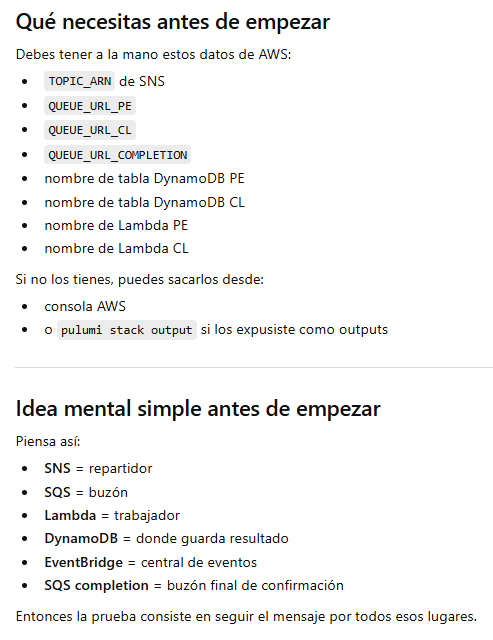 Qué necesitas antes de empezar
Debes tener a la mano estos datos de AWS:
• TOPIC_ARN de SNS
• QUEUE_URL_PE
• QUEUE_URL_CL
• QUEUE_URL_COMPLETION
• nombre de tabla DynamoDB PE
• nombre de tabla DynamoDB CL
• nombre de Lambda PE
• nombre de Lambda CL
Si no los tienes, puedes sacarlos desde:
• consola AWS
• o pulumi stack output si los expusiste como outputs
Idea mental simple antes de empezar
Piensa así:
• SNS = repartidor
• SQS = buzón
• Lambda = trabajador
• DynamoDB = donde guarda resultado
• EventBridge = central de eventos
• SQS completion = buzón final de confirmación
Entonces la prueba consiste en seguir el mensaje por todos esos lugares.